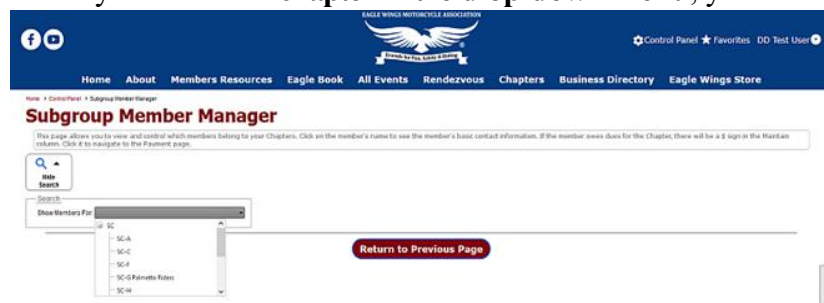 EAGLE WINGS MOTORCYCLE ASSOCIATION
Control Panel Favorites DD Test User
Home About Members Resources Eagle Book All Events Rendezvous Chapters Business Directory Eagle Wings Store
Home > Control Panel > Subgroup Member Manager
Subgroup Member Manager
This page allows you to view and control which members belong to your Chapters. Click on the member's name to see the member's basic contact information. If the member owes dues for the Chapter, there will be a $ sign in the Maintain
column. Click it to navigate to the Payment page.
Hide
Search
Search
Show Members For:
SC
SC-A
SC-C
SC-F
SC-G Palmetto Riders
SC-H
Return to Previous Page